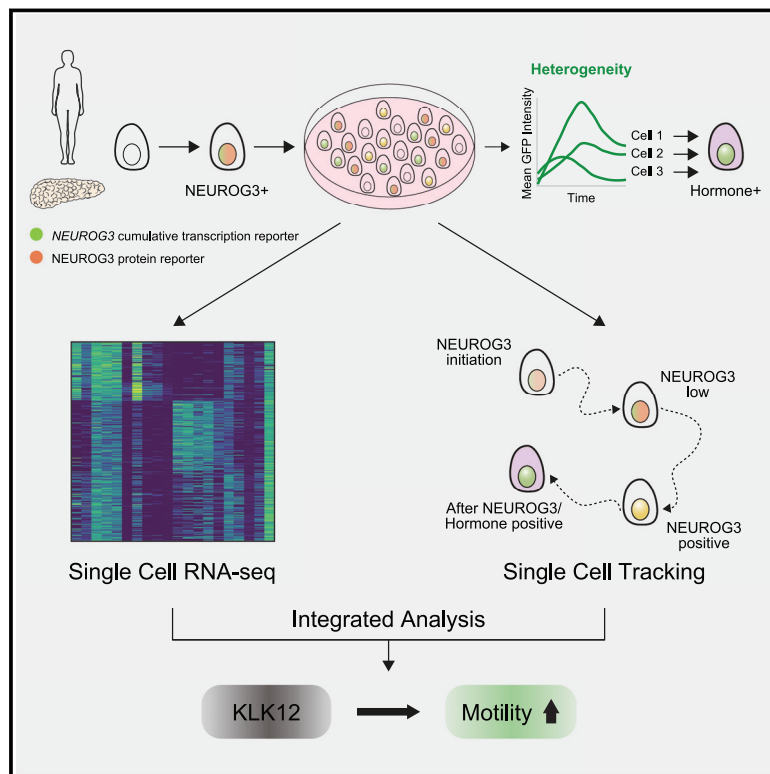 Heterogeneity
Mean GFP Intensity
Time
Cell 1
Cell 2
Cell 3
NEUROG3+
Hormone+
NEUROG3 cumulative transcription reporter
NEUROG3 protein reporter
NEUROG3
initiation
NEUROG3
low
After NEUROG3/
Hormone positive
NEUROG3
positive
Single Cell RNA-seq
Single Cell Tracking
Integrated Analysis
KLK12
Motility